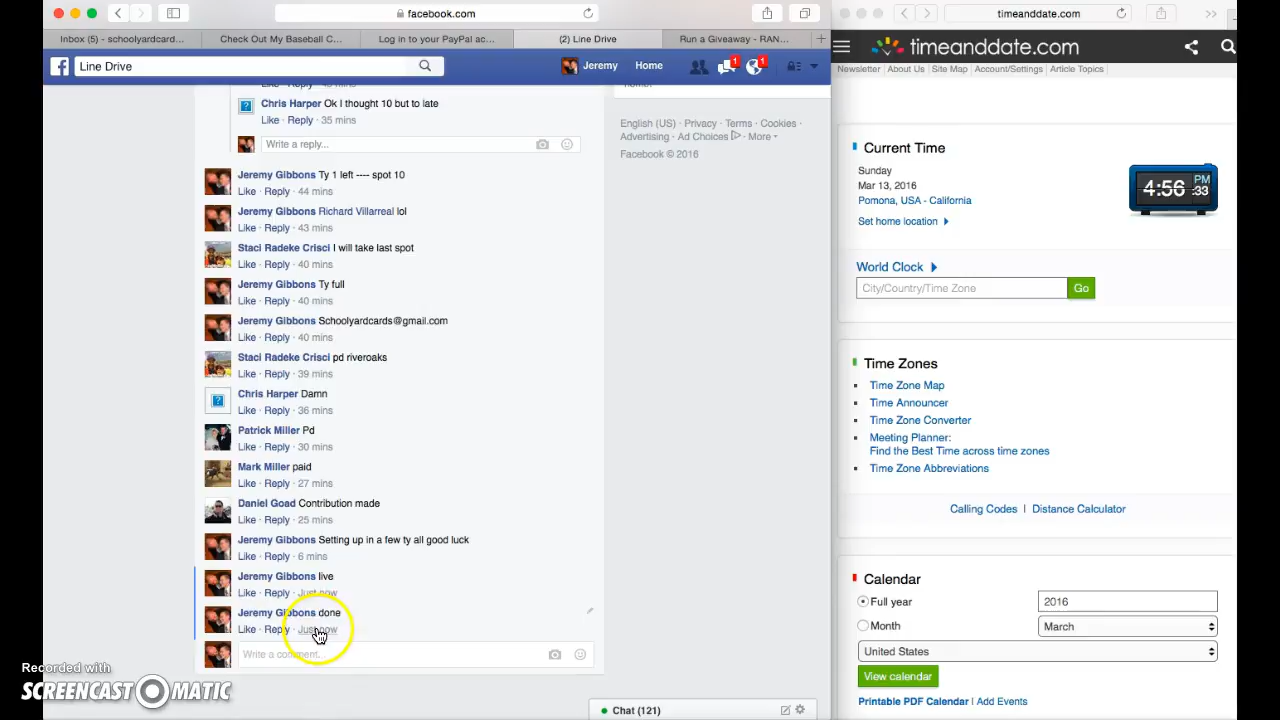 facebook.com
timeanddate.com
Inbox (5) - schoolyardcard...
Check Out My Baseball C...
Log in to your PayPal ac...
(2) Line Drive
Run a Giveaway - RAN...
Line Drive
Jeremy
Home
1
1
timeanddate.com
Newsletter About Us Site Map Account/Settings Article Topics
Chris Harper Ok I thought 10 but to late
Like · Reply · 35 mins
Write a reply...
Jeremy Gibbons Ty 1 left ---- spot 10
Like · Reply · 44 mins
Jeremy Gibbons Richard Villarreal lol
Like · Reply · 43 mins
Staci Radeke Crisci I will take last spot
Like · Reply · 40 mins
Jeremy Gibbons Ty full
Like · Reply · 40 mins
Jeremy Gibbons Schoolyardcards@gmail.com
Like · Reply · 40 mins
Staci Radeke Crisci pd riveroaks
Like · Reply · 39 mins
Chris Harper Damn
Like · Reply · 36 mins
Patrick Miller Pd
Like · Reply · 30 mins
Mark Miller paid
Like · Reply · 27 mins
Daniel Goad Contribution made
Like · Reply · 25 mins
Jeremy Gibbons Setting up in a few ty all good luck
Like · Reply · 6 mins
Jeremy Gibbons live
Like · Reply · Just now
Jeremy Gibbons done
Like · Reply · Just now
Write a comment...
English (US) · Privacy · Terms · Cookies ·
Advertising · Ad Choices · More
Facebook © 2016
Chat (121)
Current Time
Sunday
Mar 13, 2016
Pomona, USA - California
Set home location
4:56 PM :33
World Clock
City/Country/Time Zone
Go
Time Zones
Time Zone Map
Time Announcer
Time Zone Converter
Meeting Planner:
Find the Best Time across time zones
Time Zone Abbreviations
Calling Codes | Distance Calculator
Calendar
Full year
2016
Month
March
United States
View calendar
Printable PDF Calendar | Add Events
Recorded with
SCREENCAST-O-MATIC